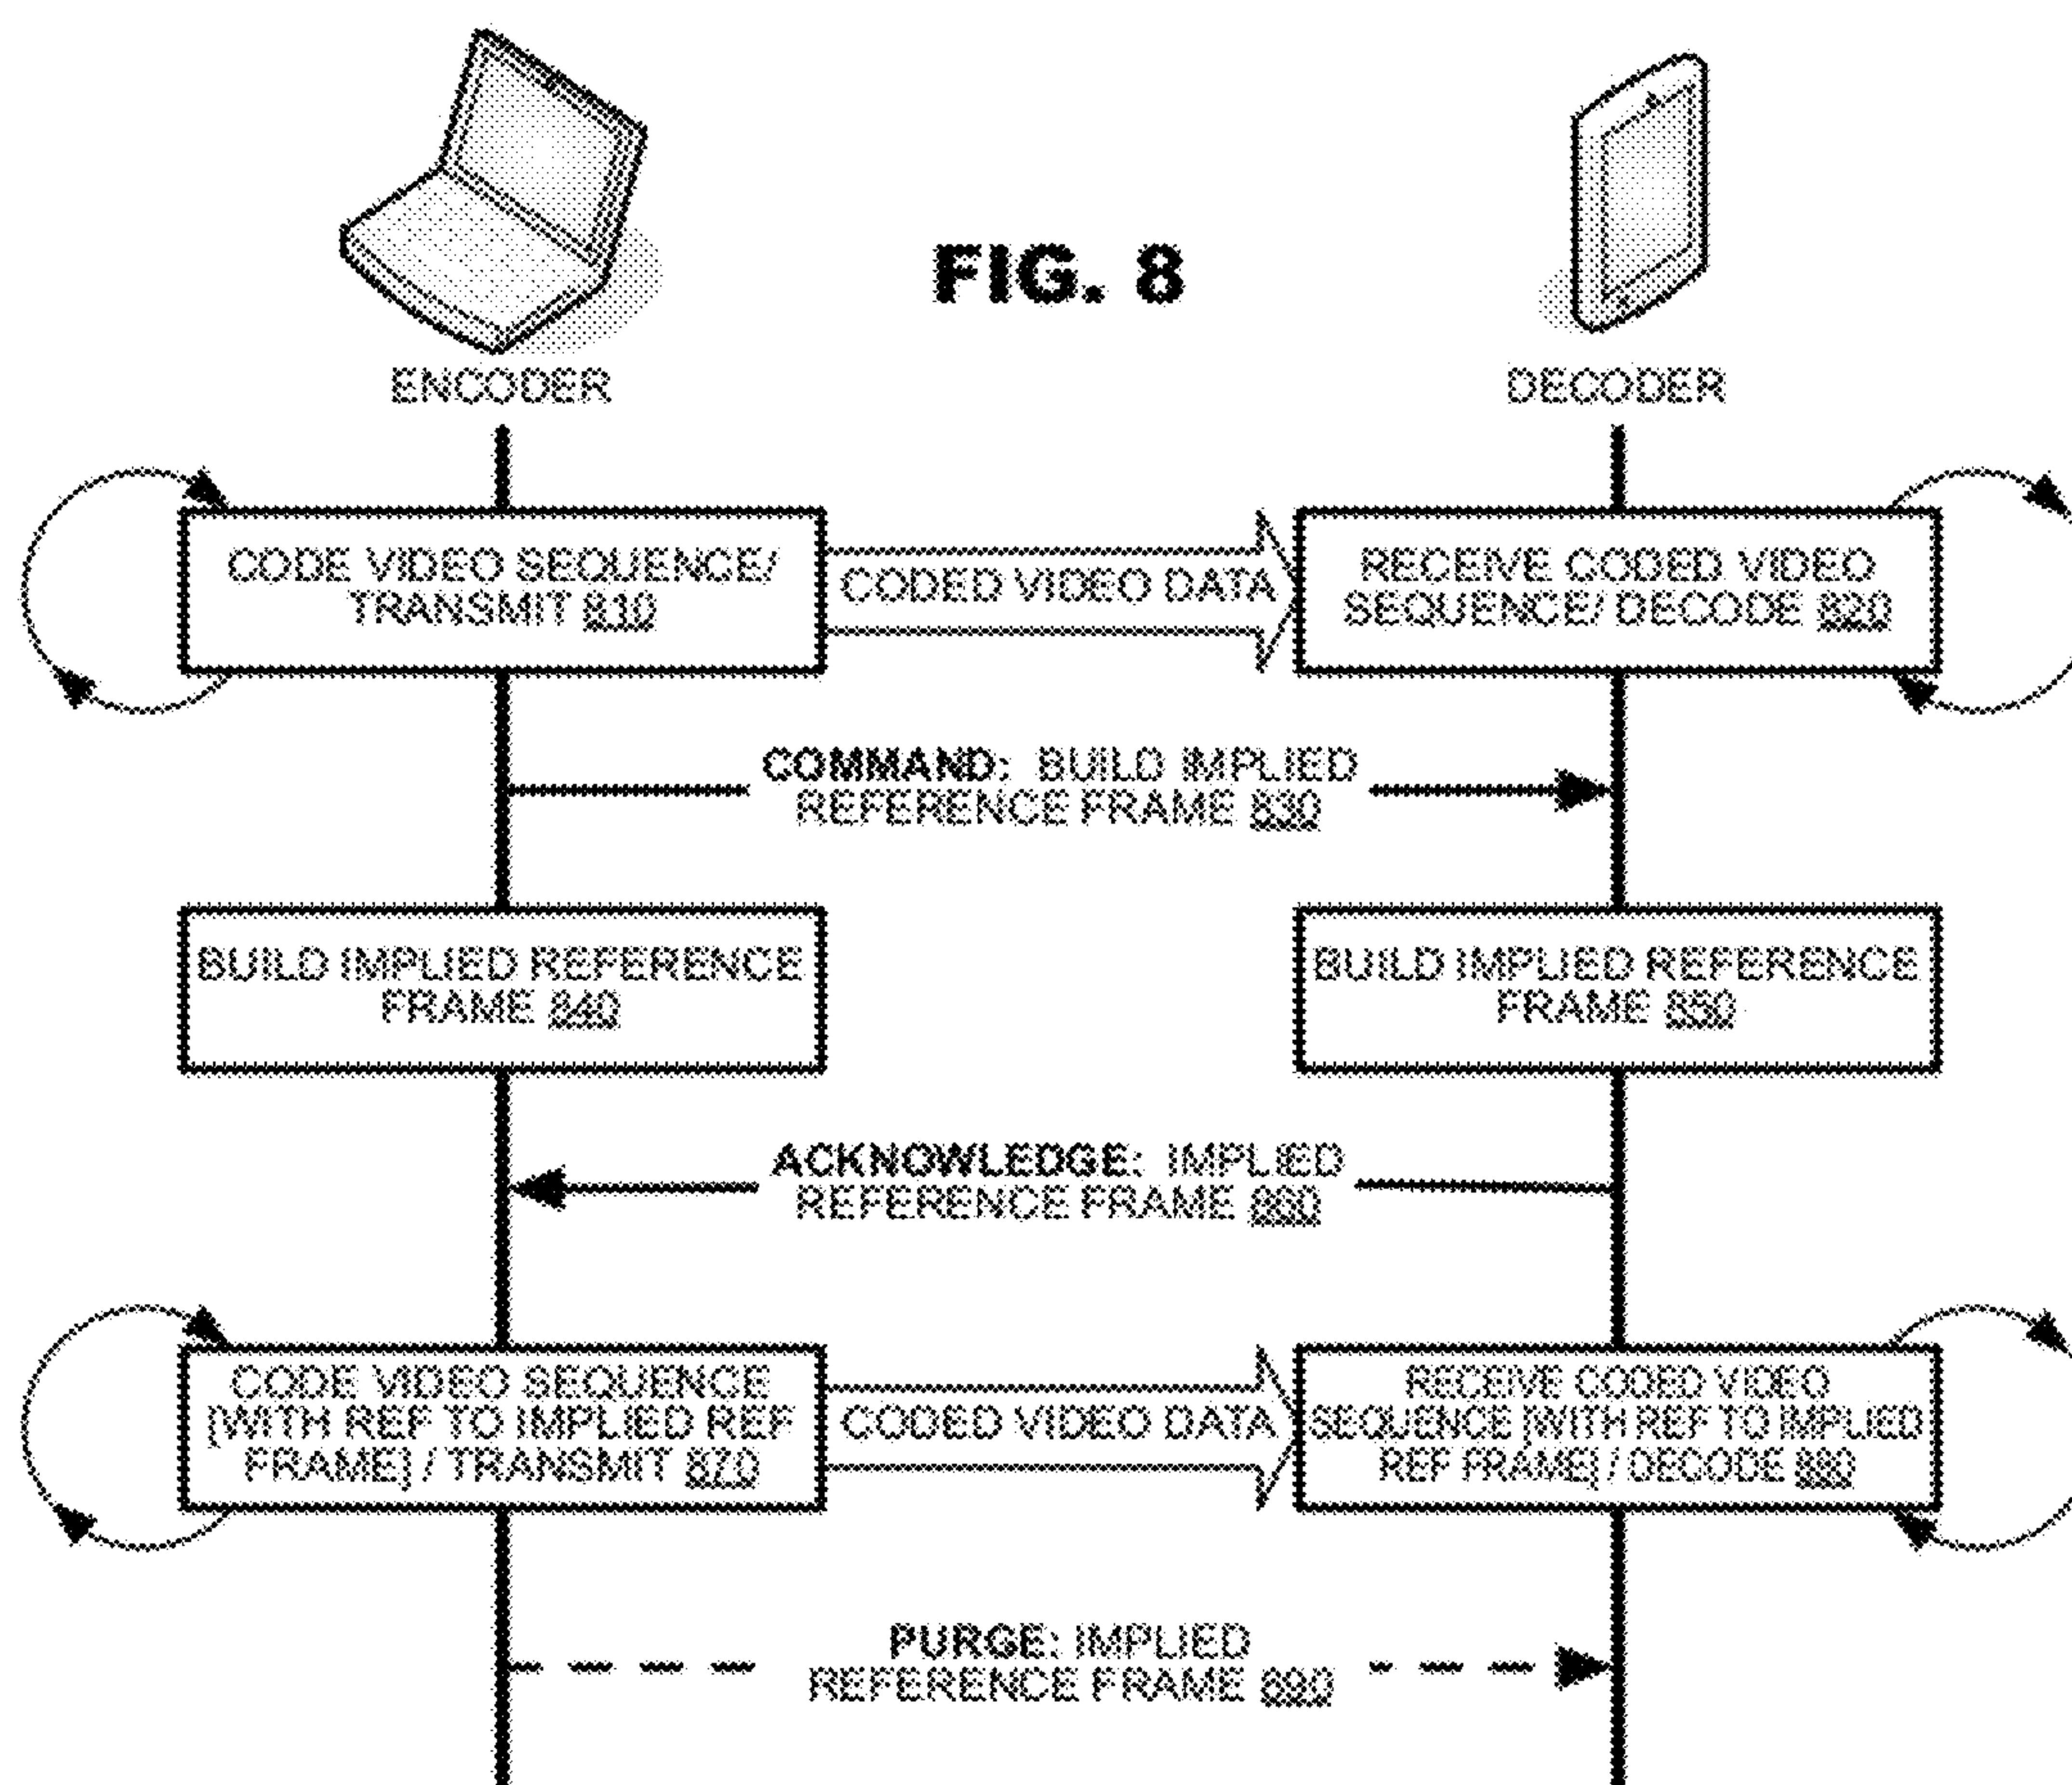 FIG. 8
ENCODER
DECODER
CODE VIDEO SEQUENCE/
TRANSMIT 810
CODED VIDEO DATA
RECEIVE CODED VIDEO
SEQUENCE/ DECODE 820
COMMAND: BUILD IMPLIED
REFERENCE FRAME 830
BUILD IMPLIED REFERENCE
FRAME 840
BUILD IMPLIED REFERENCE
FRAME 850
ACKNOWLEDGE: IMPLIED
REFERENCE FRAME 860
CODE VIDEO SEQUENCE
[WITH REF TO IMPLIED REF
FRAME] / TRANSMIT 870
CODED VIDEO DATA
RECEIVE CODED VIDEO
SEQUENCE [WITH REF TO IMPLIED
REF FRAME] / DECODE 880
PURGE: IMPLIED
REFERENCE FRAME 890